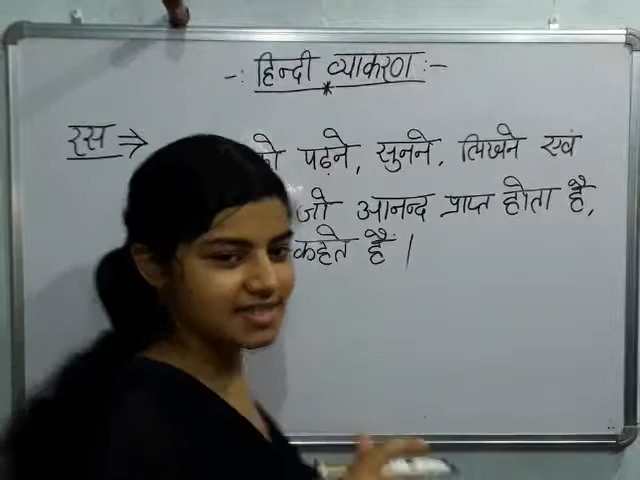 -: हिन्दी व्याकरण :-
रस ⇒ को पढ़ने, सुनने, लिखने एवं
जो आनन्द प्राप्त होता है,
कहते हैं।